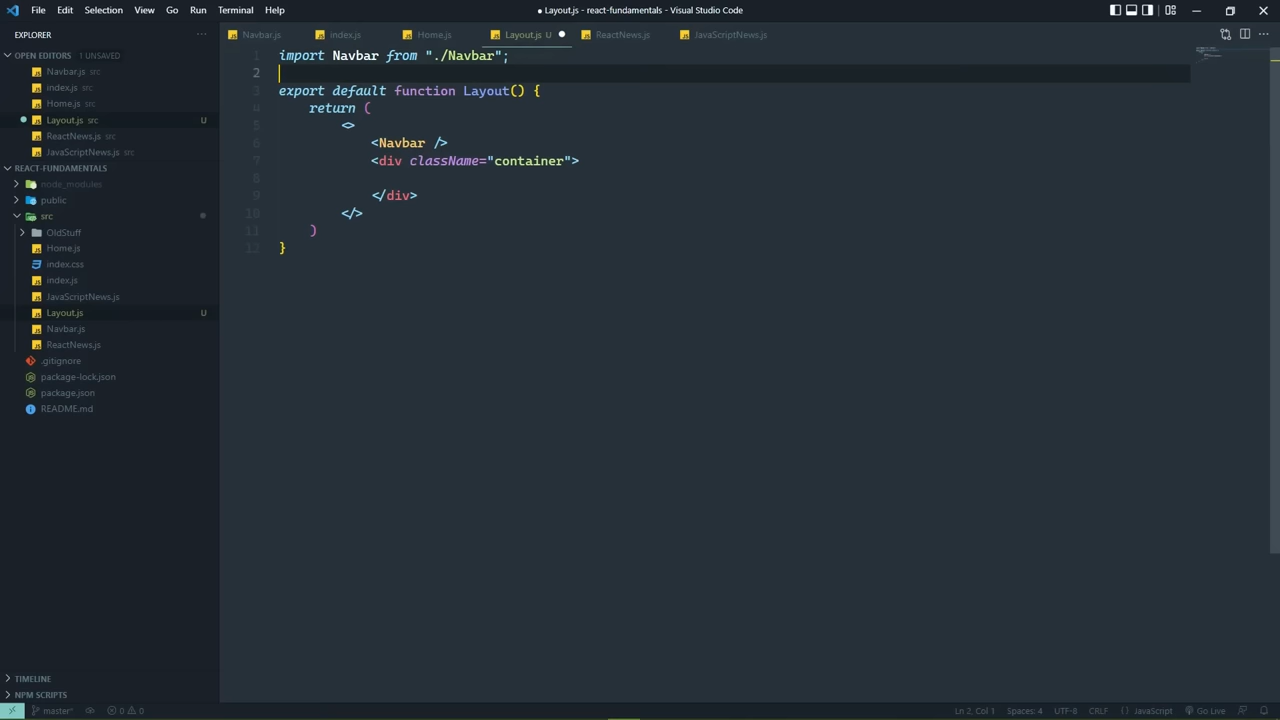 File Edit Selection View Go Run Terminal Help
● Layout.js - react-fundamentals - Visual Studio Code
EXPLORER
OPEN EDITORS 1 UNSAVED
Navbar.js src
index.js src
Home.js src
Layout.js src U
ReactNews.js src
JavaScriptNews.js src
REACT-FUNDAMENTALS
node_modules
public
src
OldStuff
Home.js
index.css
index.js
JavaScriptNews.js
Layout.js U
Navbar.js
ReactNews.js
.gitignore
package-lock.json
package.json
README.md
TIMELINE
NPM SCRIPTS
Navbar.js index.js Home.js Layout.js U ReactNews.js JavaScriptNews.js
1 import Navbar from "./Navbar";
2
3 export default function Layout() {
4 return (
5 <>
6 <Navbar />
7 <div className="container">
8
9 </div>
10 </>
11 )
12 }
master* 0 0 Ln 2, Col 1 Spaces: 4 UTF-8 CRLF {} JavaScript Go Live